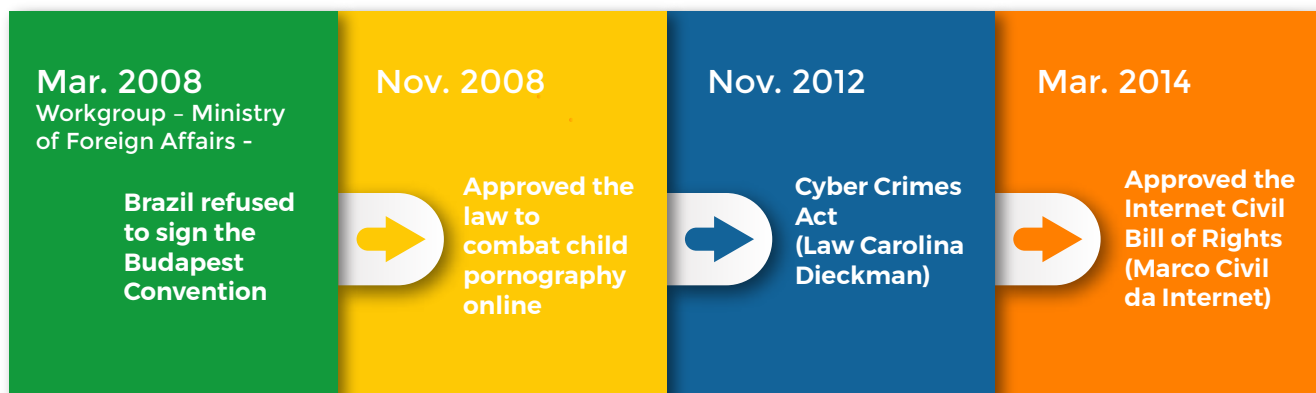 Mar. 2008
Workgroup – Ministry
of Foreign Affairs -
Brazil refused
to sign the
Budapest
Convention
Nov. 2008
Approved the
law to
combat child
pornography
online
Nov. 2012
Cyber Crimes
Act
(Law Carolina
Dieckman)
Mar. 2014
Approved the
Internet Civil
Bill of Rights
(Marco Civil
da Internet)